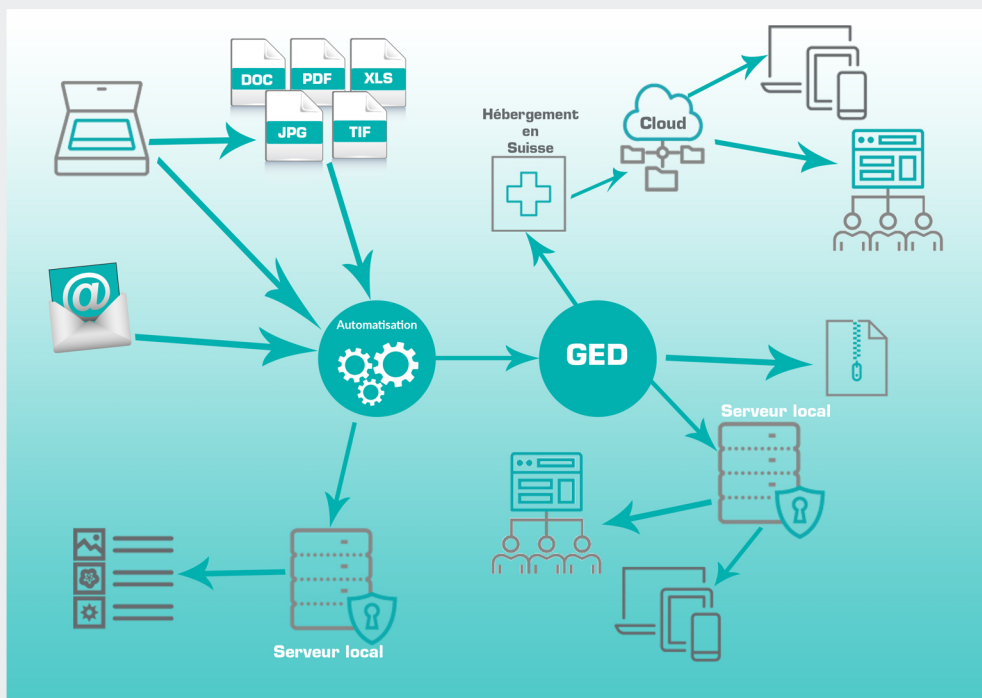 DOC
PDF
XLS
JPG
TIF
Hébergement
en
Suisse
Cloud
@
Automatisation
GED
Serveur local
Serveur local